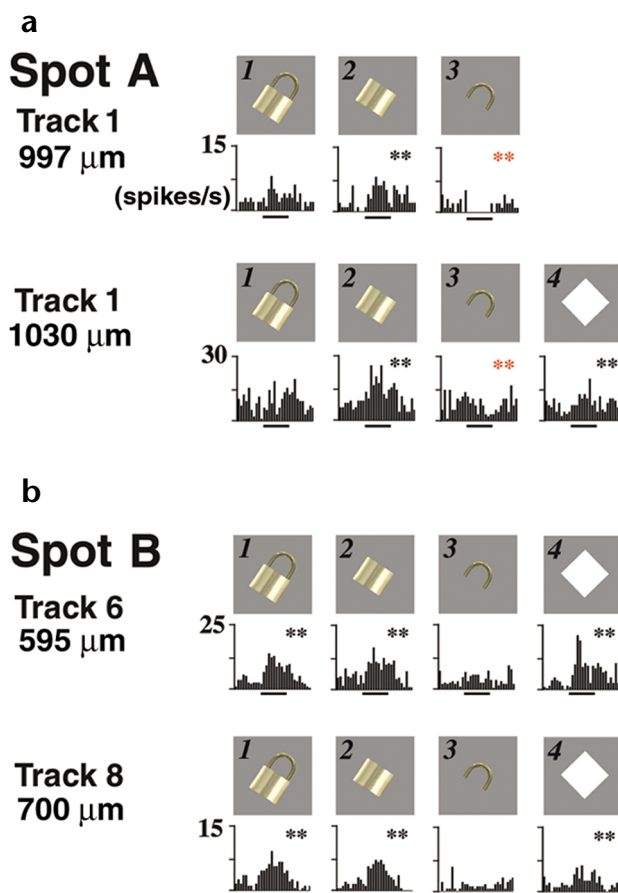 a
Spot A
Track 1
997 μm
1 2 3
15
(spikes/s)
** **
Track 1
1030 μm
1 2 3 4
30
** ** **
b
Spot B
Track 6
595 μm
1 2 3 4
25
** ** **
Track 8
700 μm
1 2 3 4
15
** ** **